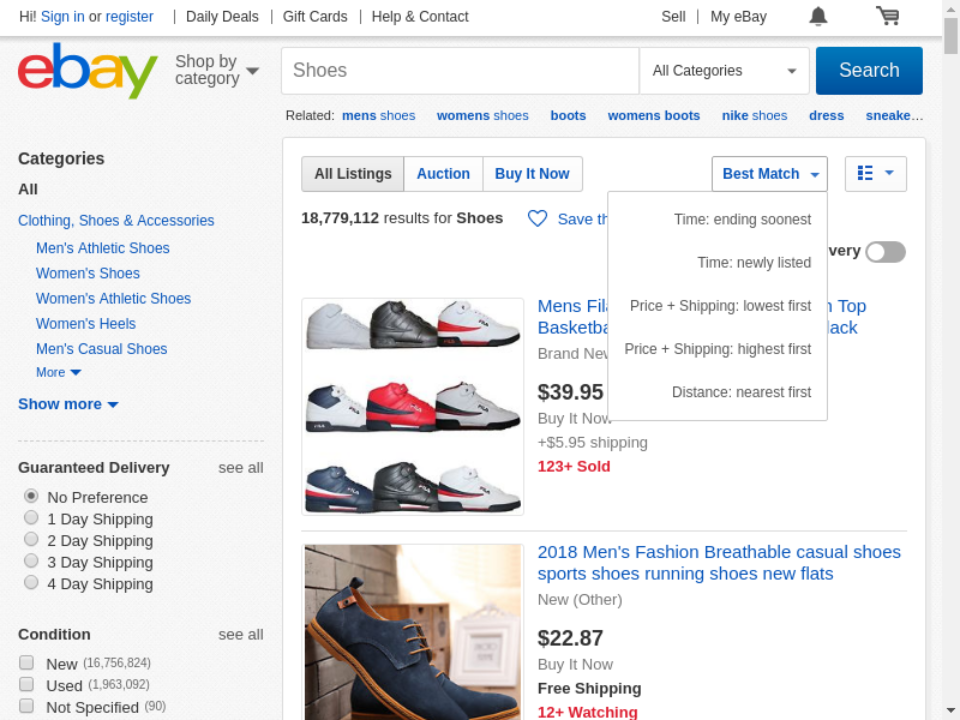 Hi! Sign in or register
Daily Deals
Gift Cards
Help & Contact
Sell
My eBay
ebay
Shop by
category
Shoes
All Categories
Search
Related:
mens shoes
womens shoes
boots
womens boots
nike shoes
dress
sneake...
Categories
All
Clothing, Shoes & Accessories
Men's Athletic Shoes
Women's Shoes
Women's Athletic Shoes
Women's Heels
Men's Casual Shoes
More
Show more
Guaranteed Delivery
see all
No Preference
1 Day Shipping
2 Day Shipping
3 Day Shipping
4 Day Shipping
Condition
see all
New (16,756,824)
Used (1,963,092)
Not Specified (90)
All Listings
Auction
Buy It Now
Best Match
18,779,112 results for Shoes
Save th
very
Time: ending soonest
Time: newly listed
Price + Shipping: lowest first
Price + Shipping: highest first
Distance: nearest first
Mens Fil
Top
Basketba
lack
Brand New
$39.95
Buy It Now
+$5.95 shipping
123+ Sold
2018 Men's Fashion Breathable casual shoes
sports shoes running shoes new flats
New (Other)
$22.87
Buy It Now
Free Shipping
12+ Watching